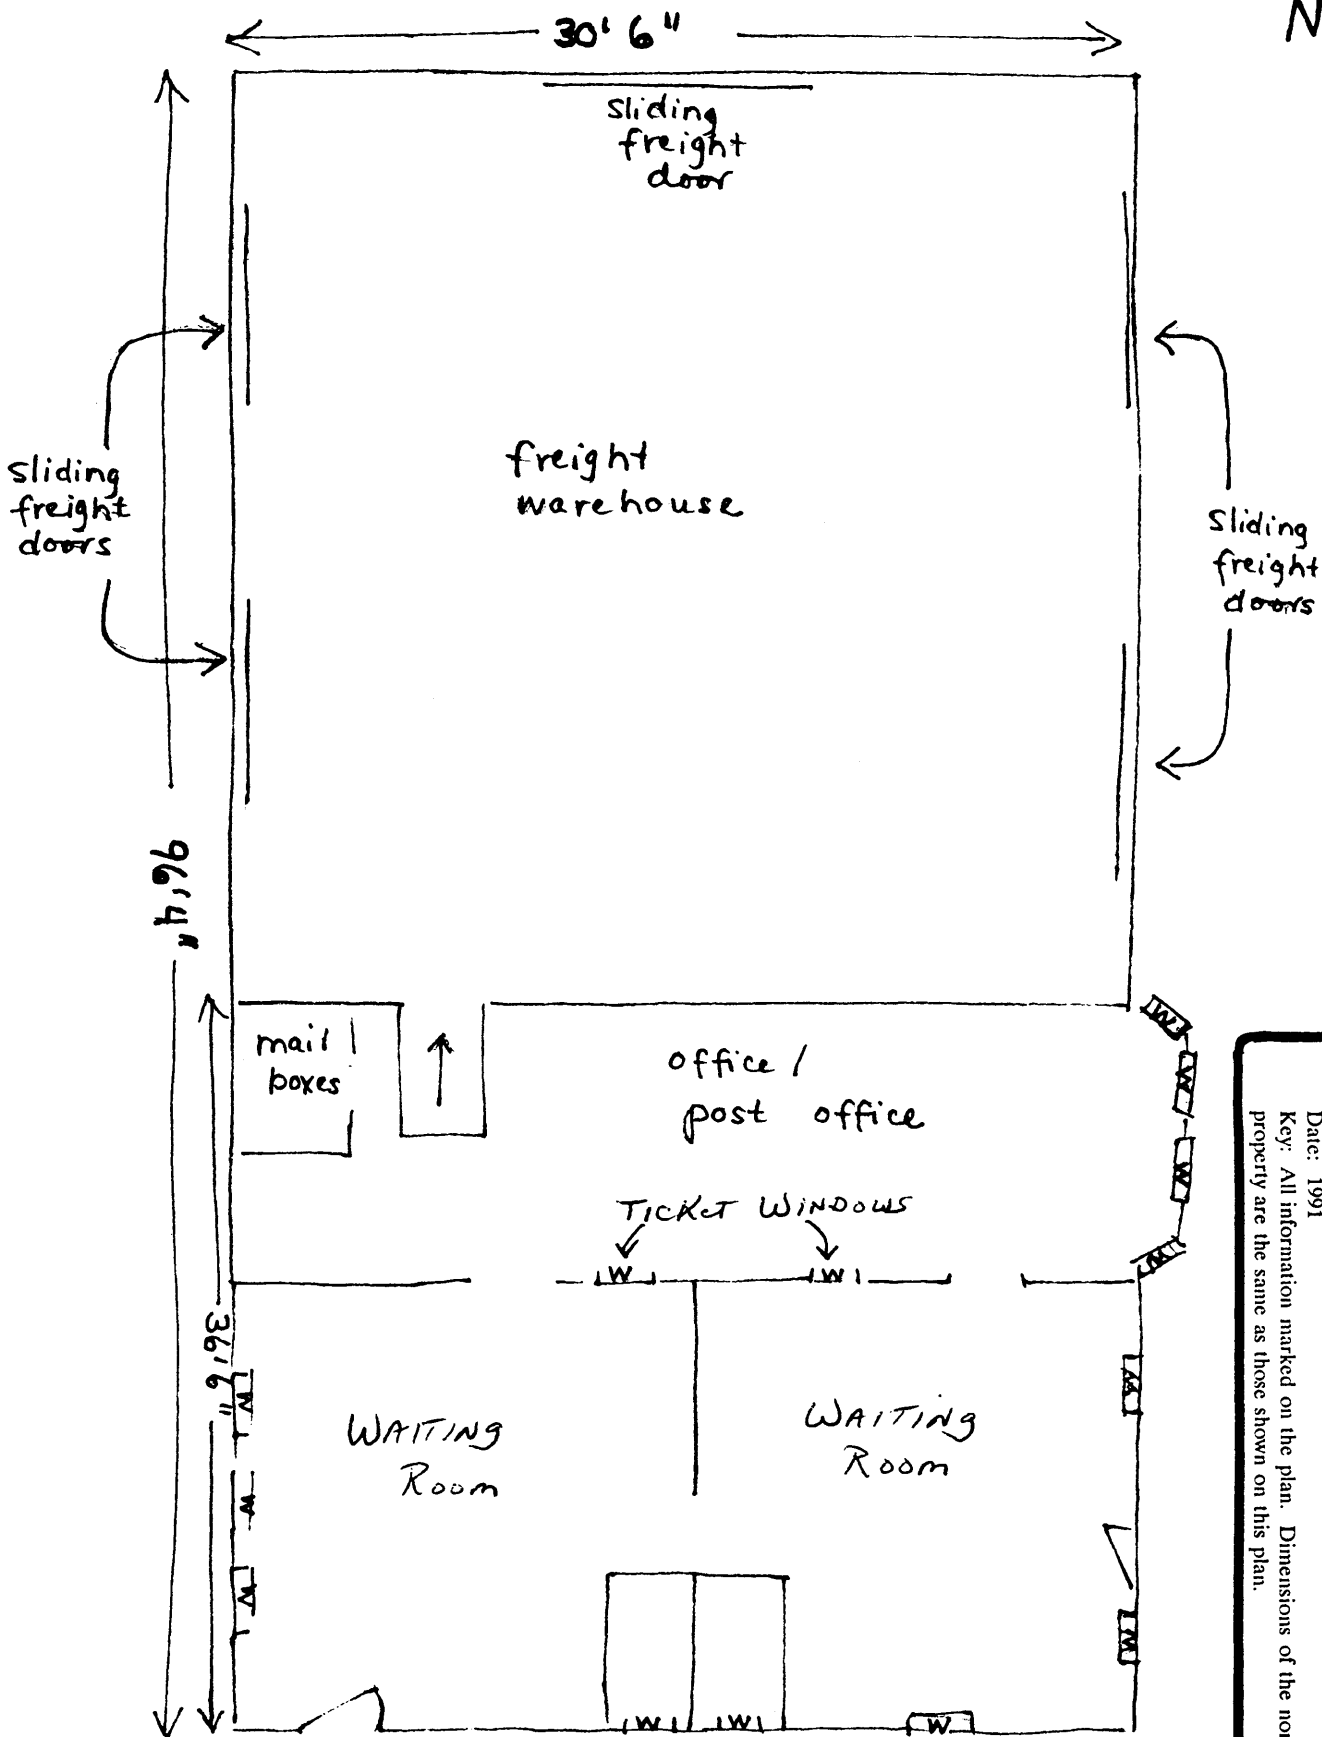 N
30' 6"
Sliding
freight
door
Sliding
freight
doors
freight
warehouse
Sliding
freight
doors
96'4"
mail
boxes
office /
post office
W
W
W
W
TICKET WINDOWS
W
W
36'6"
W
W
W
WAITING
Room
WAITING
Room
W
W
W
W
W
Date: 1991
Key: All information marked on the plan. Dimensions of the
property are the same as those shown on this plan.